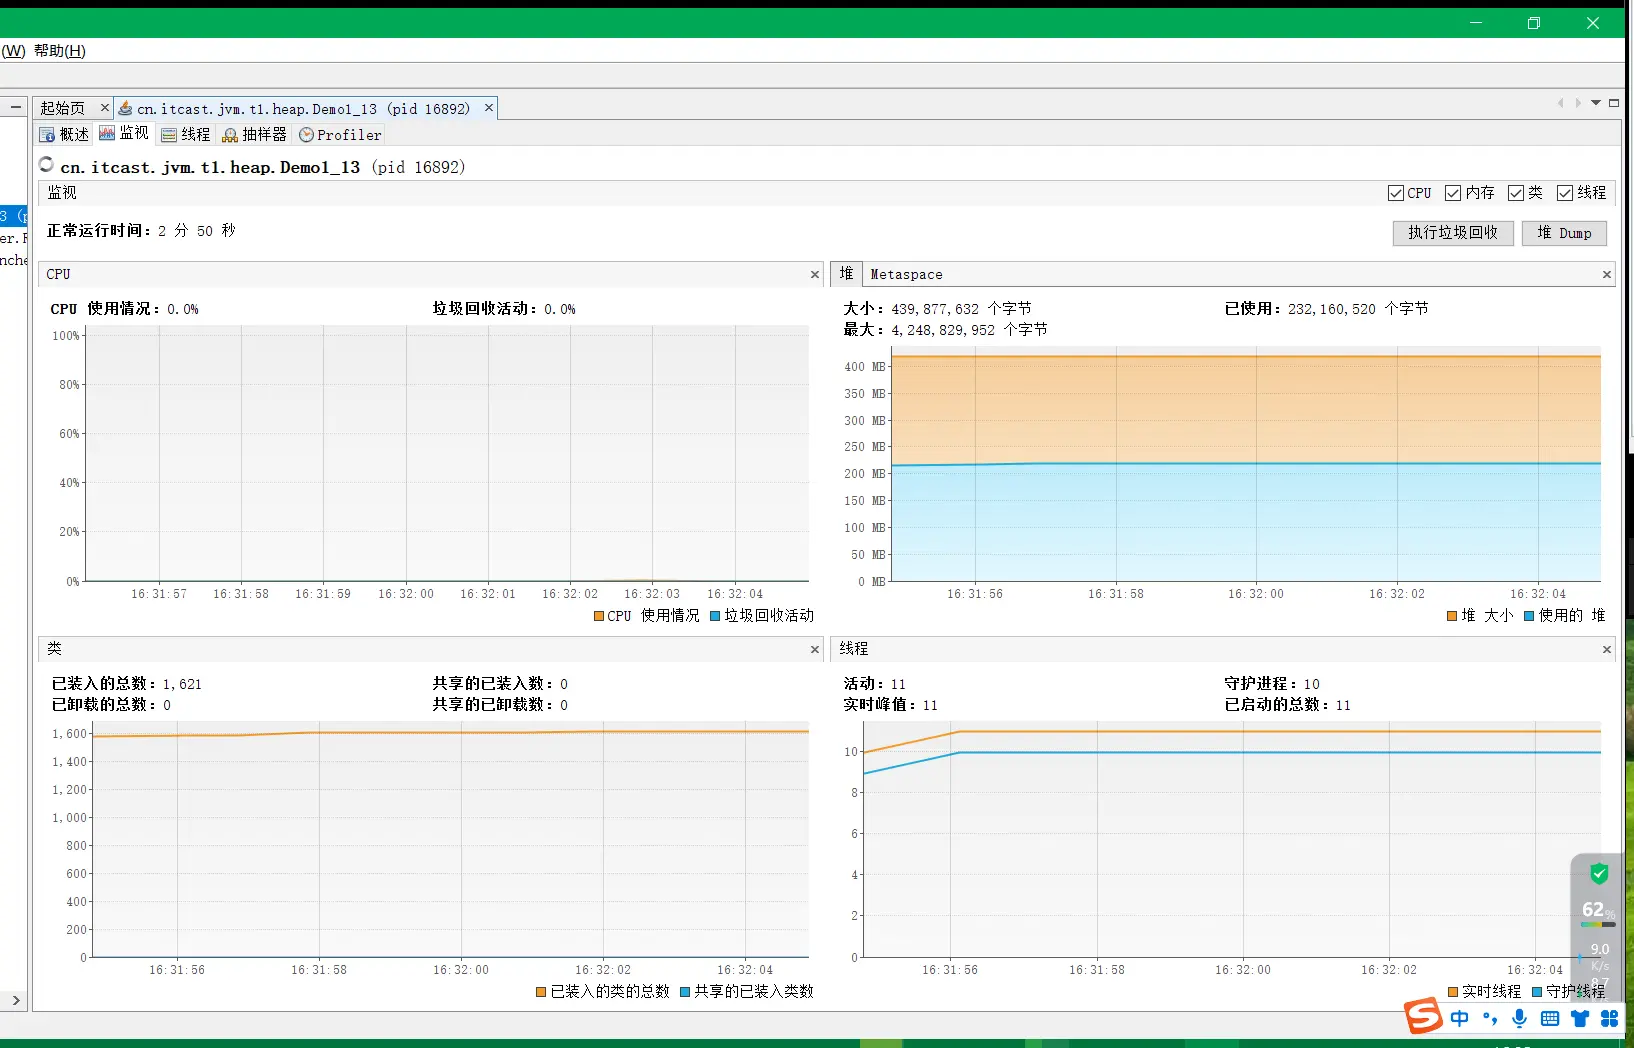 (W) 帮助(H)
起始页
cn.itcast.jvm.t1.heap.Demo1_13 (pid 16892)
概述
监视
线程
抽样器
Profiler
cn.itcast.jvm.t1.heap.Demo1_13 (pid 16892)
监视
CPU
内存
类
线程
正常运行时间：2 分 50 秒
执行垃圾回收
堆 Dump
CPU
CPU 使用情况：0.0%
垃圾回收活动：0.0%
100%
80%
60%
40%
20%
0%
16:31:57 16:31:58 16:31:59 16:32:00 16:32:01 16:32:02 16:32:03 16:32:04
CPU 使用情况 垃圾回收活动
堆 Metaspace
大小：439,877,632 个字节
已使用：232,160,520 个字节
最大：4,248,829,952 个字节
400 MB
350 MB
300 MB
250 MB
200 MB
150 MB
100 MB
50 MB
0 MB
16:31:56 16:31:58 16:32:00 16:32:02 16:32:04
堆 大小 使用的 堆
类
已装入的总数：1,621
共享的已装入数：0
已卸载的总数：0
共享的已卸载数：0
1,600
1,400
1,200
1,000
800
600
400
200
0
16:31:56 16:31:58 16:32:00 16:32:02 16:32:04
已装入的类的总数 共享的已装入类数
线程
活动：11
守护进程：10
实时峰值：11
已启动的总数：11
10
8
6
4
2
0
16:31:56 16:31:58 16:32:00 16:32:02 16:32:04
实时线程 守护线程
3 (p
er.F
nche
62%
9.0
K/s
S 中